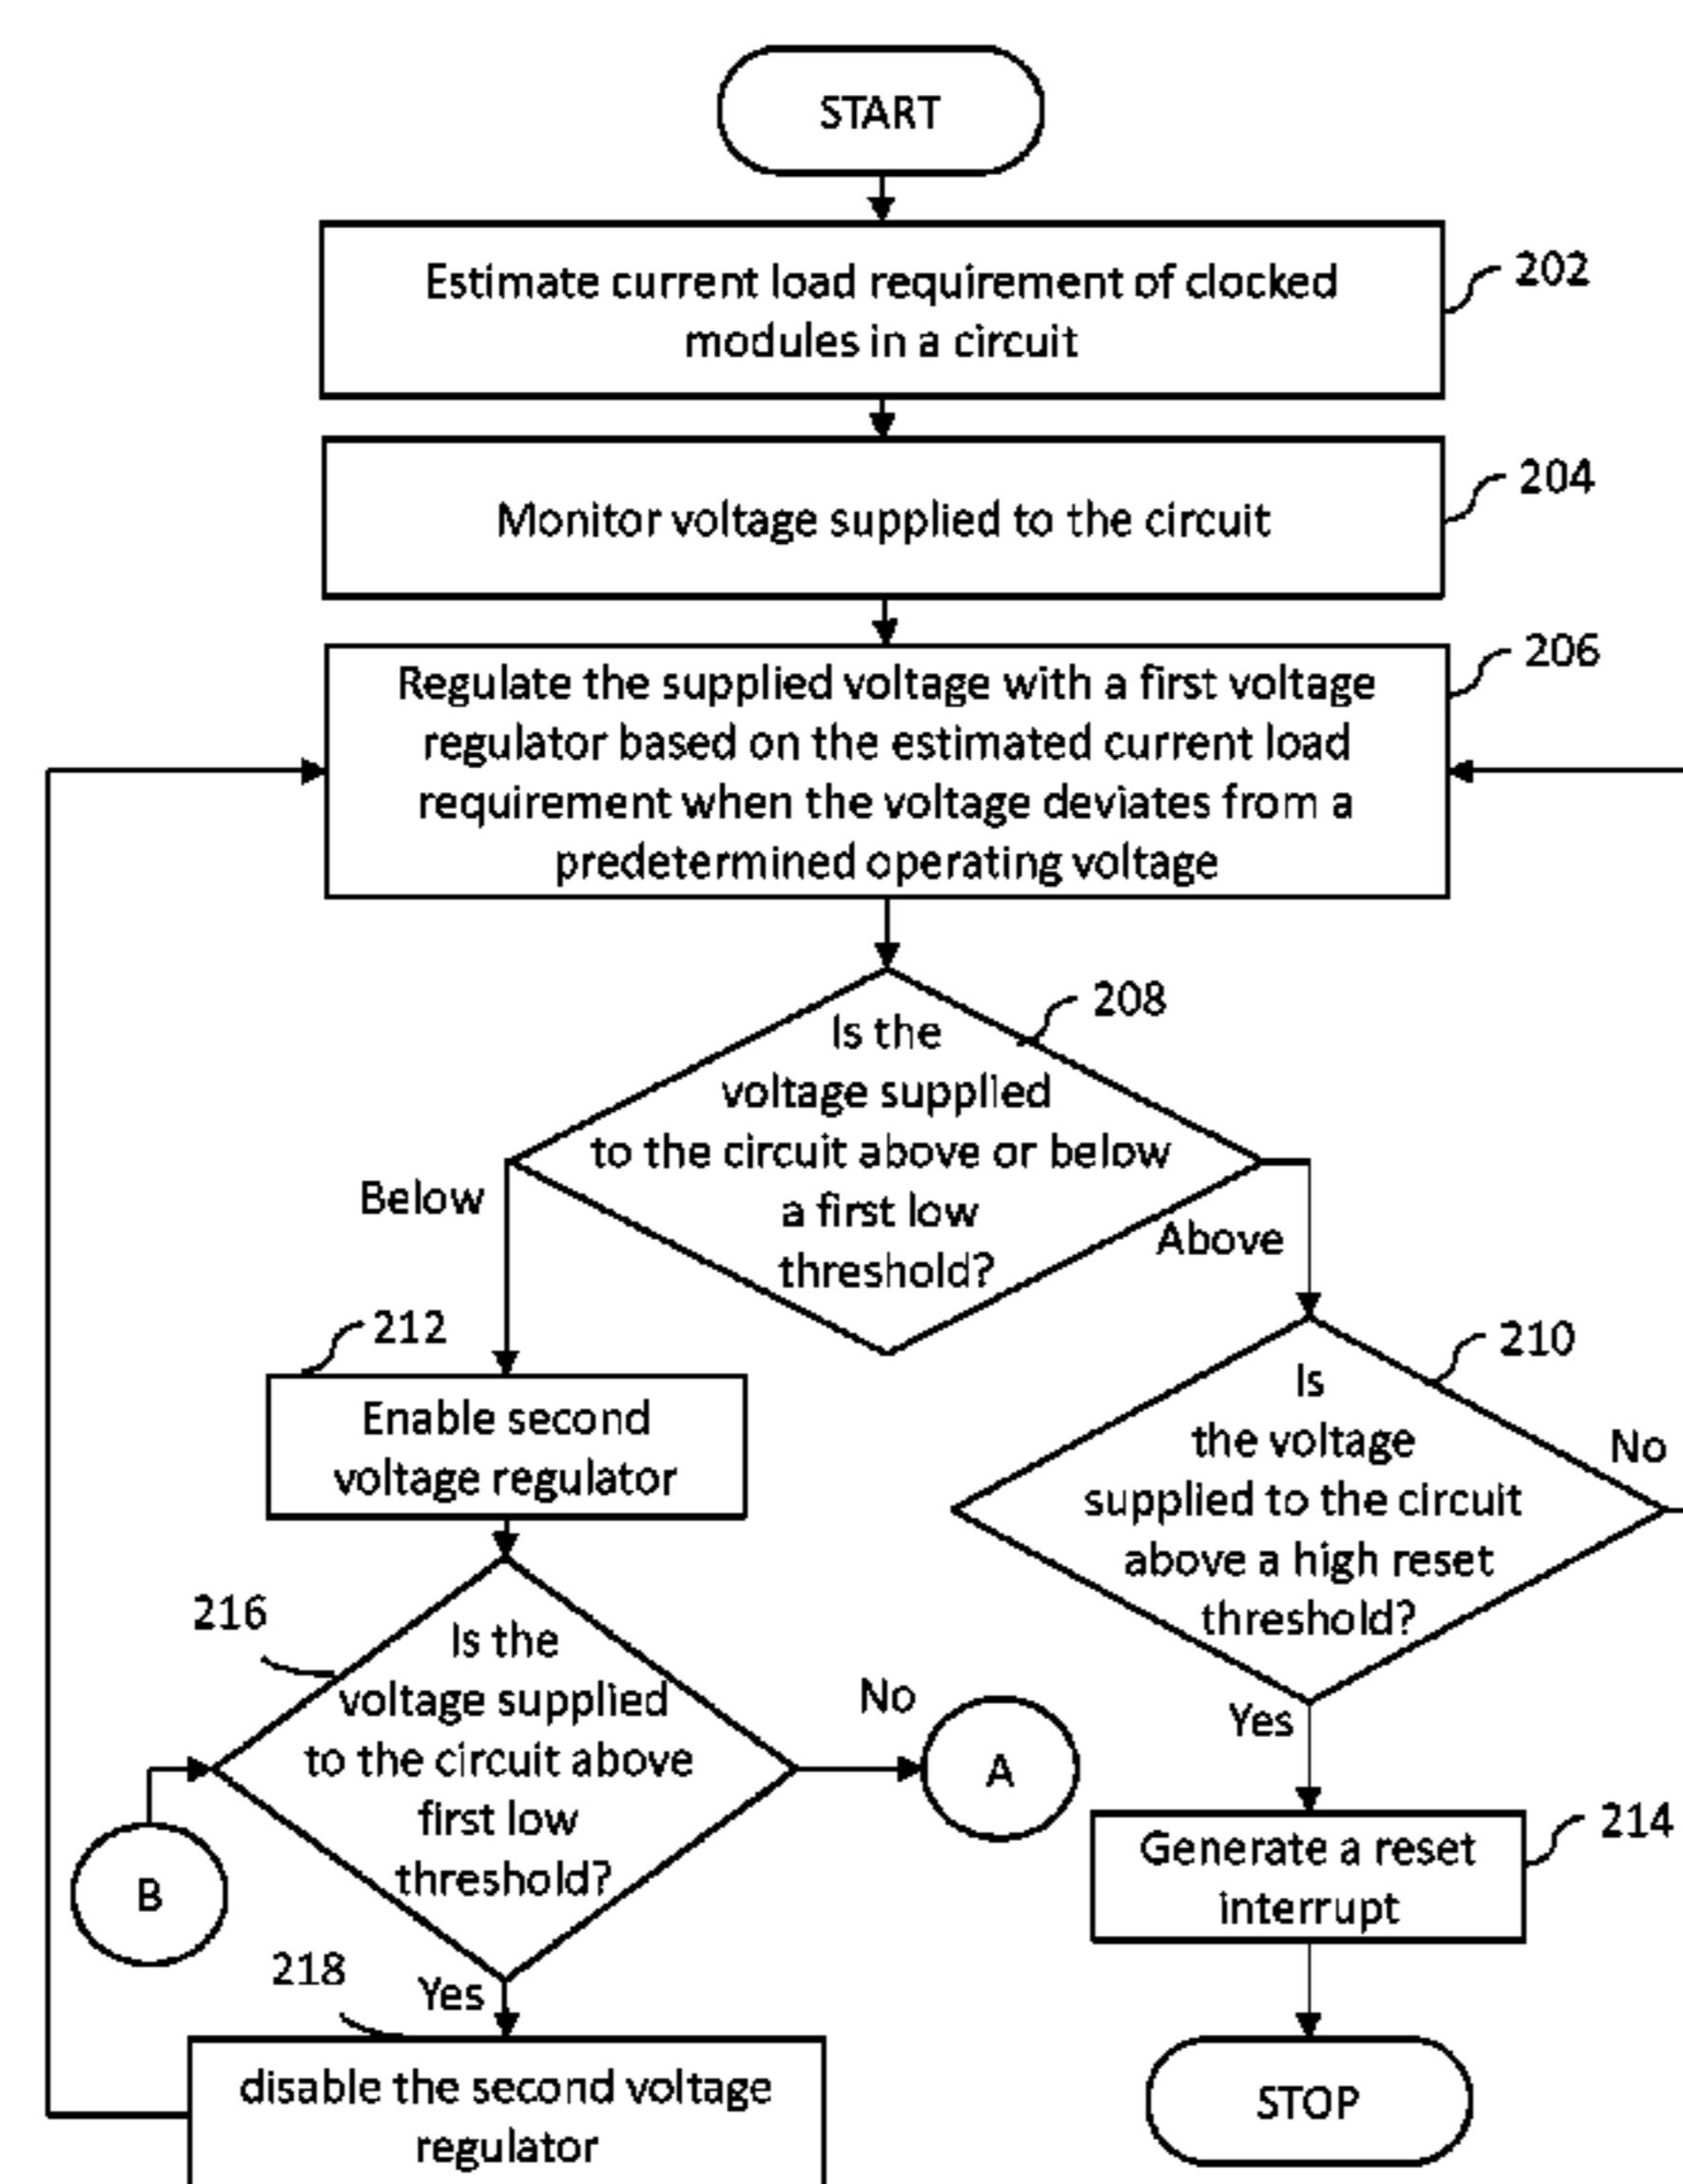 START
Estimate current load requirement of clocked
modules in a circuit
202
Monitor voltage supplied to the circuit
204
Regulate the supplied voltage with a first voltage
regulator based on the estimated current load
requirement when the voltage deviates from a
predetermined operating voltage
206
Is the
voltage supplied
to the circuit above or below
a first low
threshold?
208
Below
Above
212
Enable second
voltage regulator
210
Is
the voltage
supplied to the circuit
above a high reset
threshold?
No
Yes
216
Is the
voltage supplied
to the circuit above
first low
threshold?
No
A
B
Yes
214
Generate a reset
interrupt
218
disable the second voltage
regulator
STOP